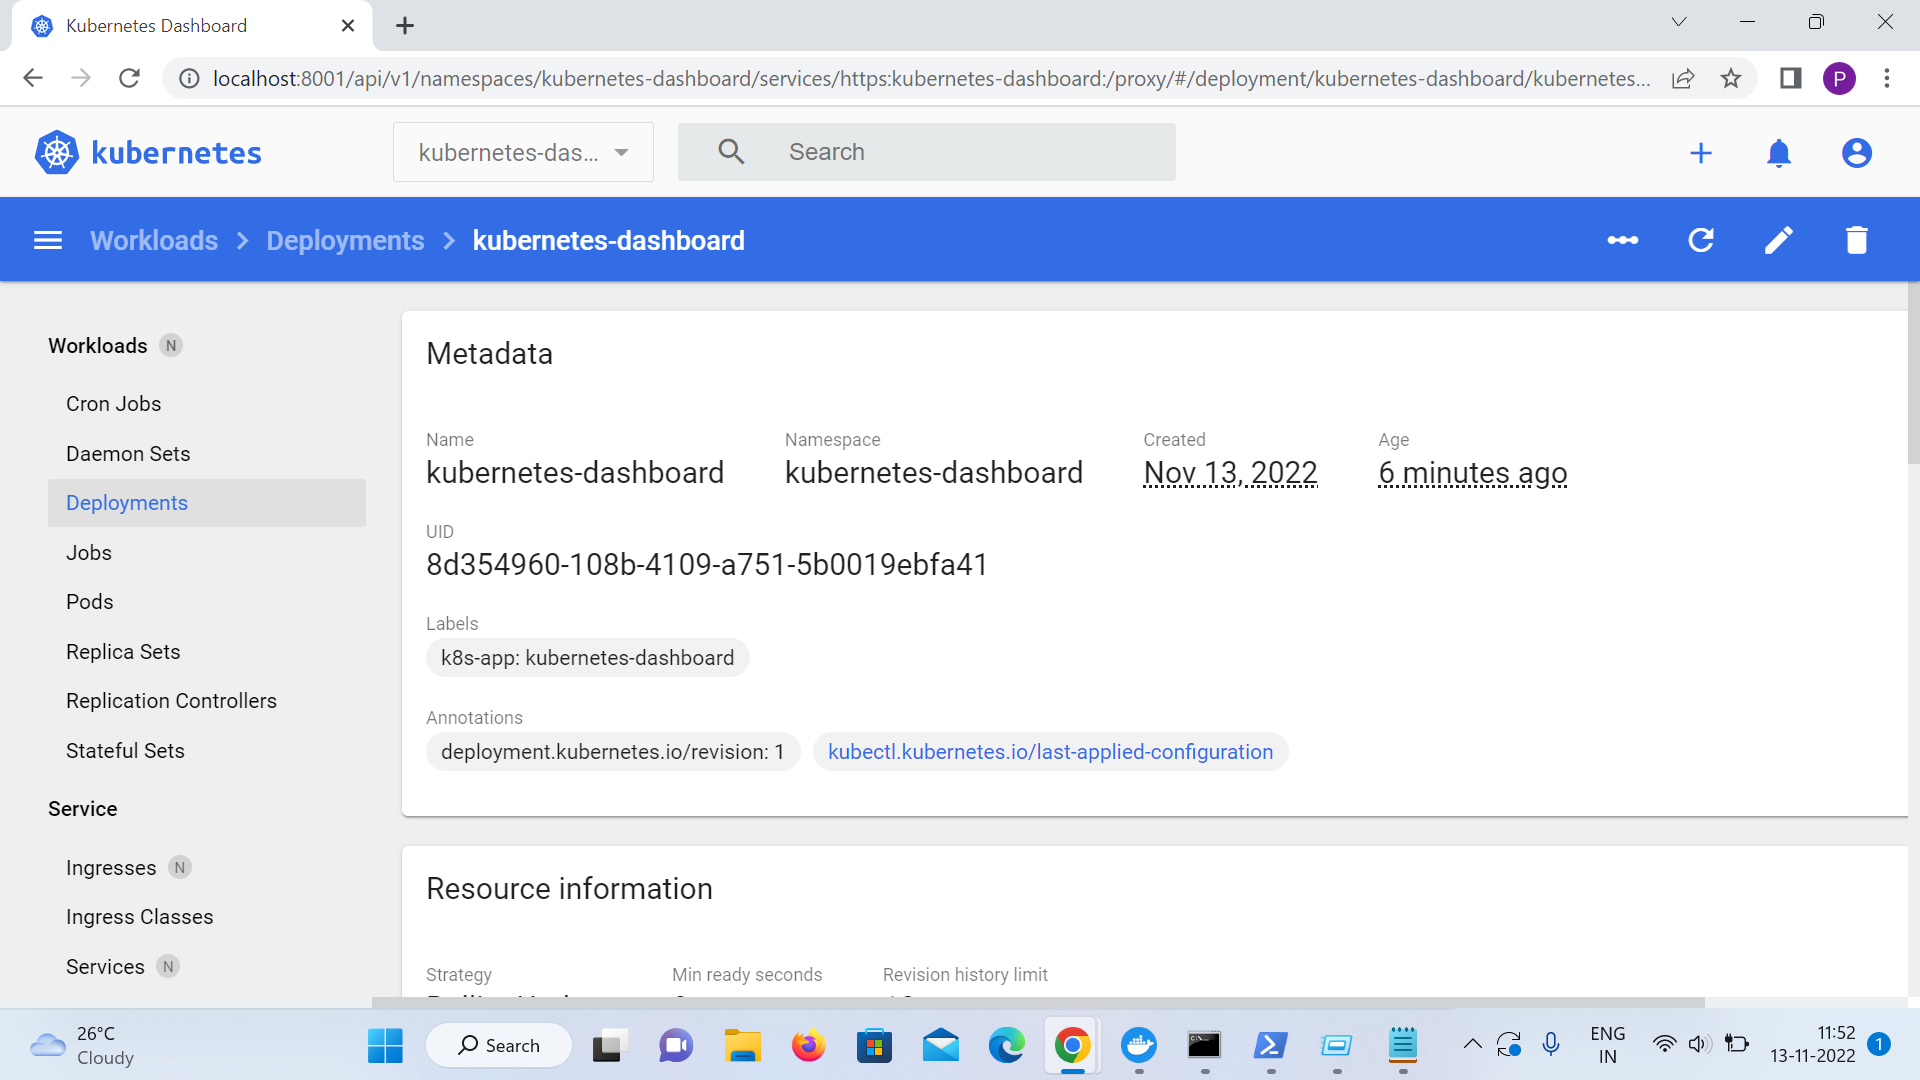 Kubernetes Dashboard
localhost:8001/api/v1/namespaces/kubernetes-dashboard/services/https:kubernetes-dashboard:/proxy/#/deployment/kubernetes-dashboard/kubernetes...
P
kubernetes
kubernetes-das...
Search
Workloads
Deployments
kubernetes-dashboard
Workloads N
Cron Jobs
Daemon Sets
Deployments
Jobs
Pods
Replica Sets
Replication Controllers
Stateful Sets
Service
Ingresses N
Ingress Classes
Services N
Metadata
Name
kubernetes-dashboard
Namespace
kubernetes-dashboard
Created
Nov 13, 2022
Age
6 minutes ago
UID
8d354960-108b-4109-a751-5b0019ebfa41
Labels
k8s-app: kubernetes-dashboard
Annotations
deployment.kubernetes.io/revision: 1
kubectl.kubernetes.io/last-applied-configuration
Resource information
Strategy
Min ready seconds
Revision history limit
26°C
Cloudy
Search
ENG
IN
11:52
13-11-2022
1